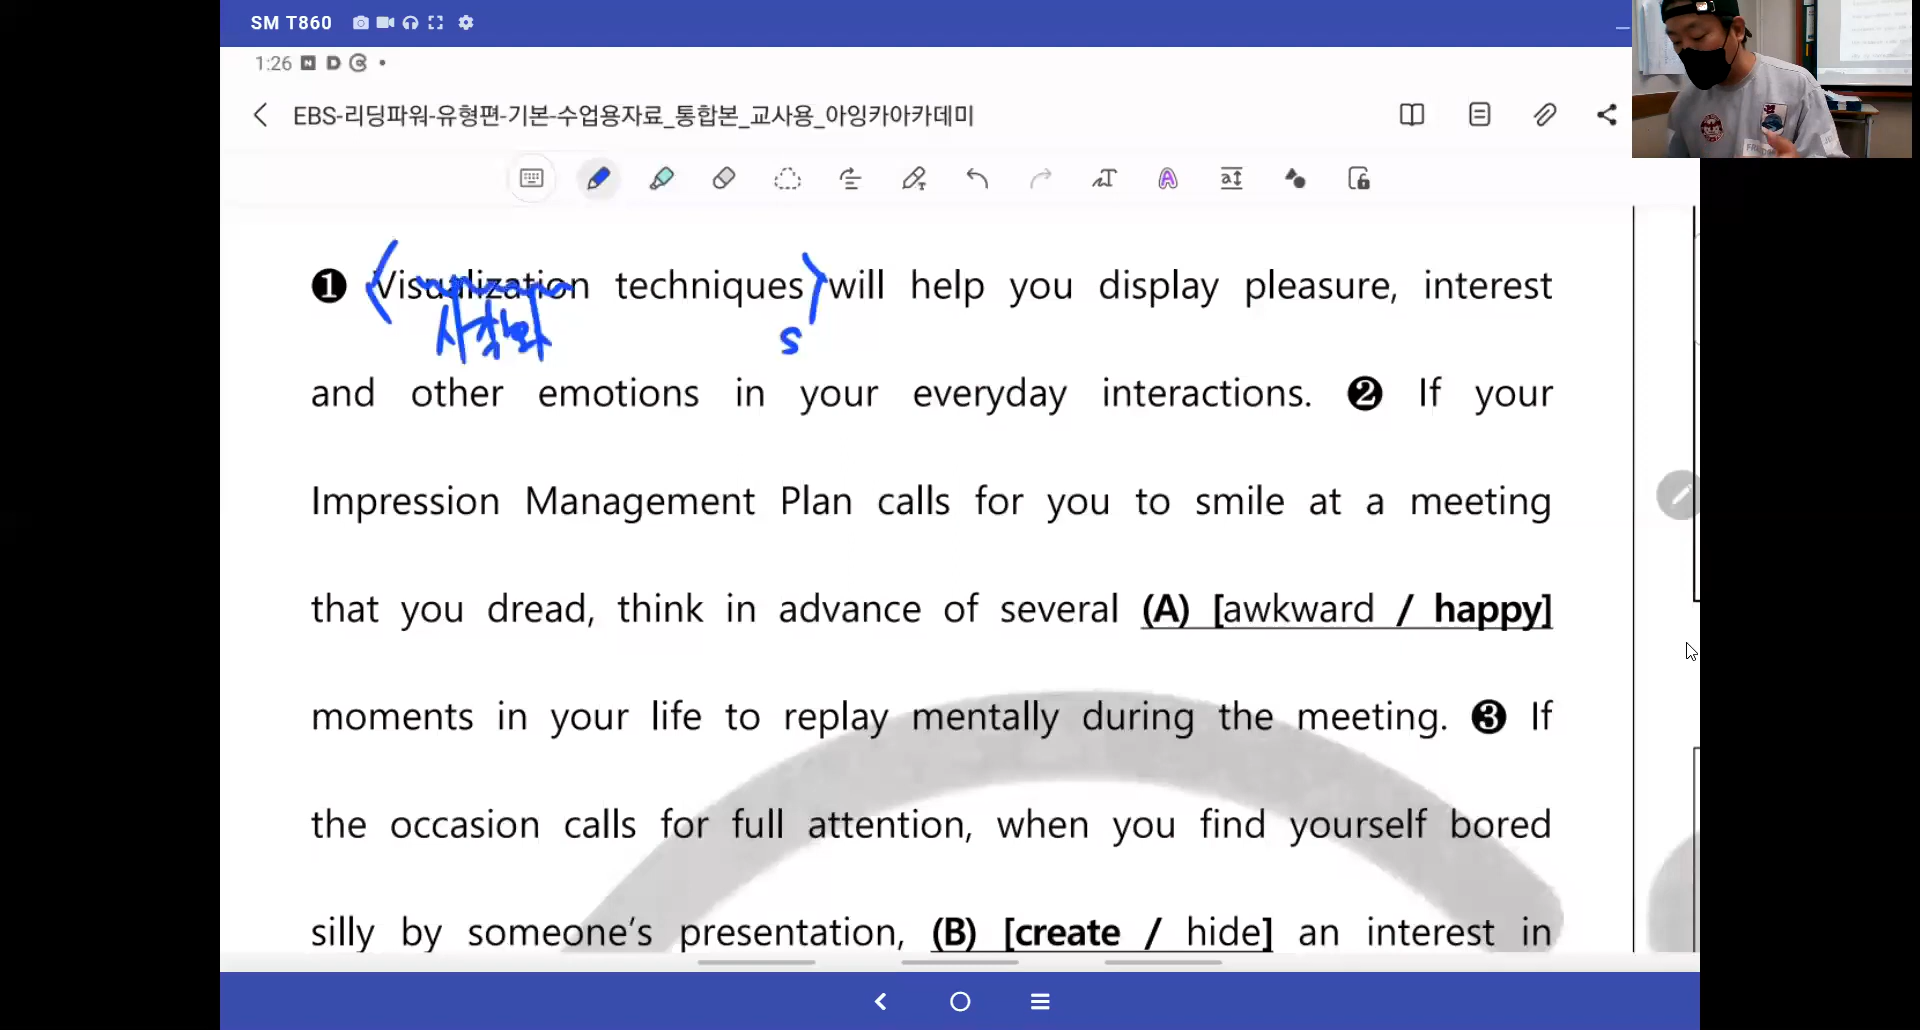 SM T860
1:26
EBS-리딩파워-유형편-기본-수업용자료_통합본_교사용_아잉카아카데미
❶ Visualization techniques will help you display pleasure, interest
시각화
s
and other emotions in your everyday interactions. ❷ If your
Impression Management Plan calls for you to smile at a meeting
that you dread, think in advance of several (A) [awkward / happy]
moments in your life to replay mentally during the meeting. ❸ If
the occasion calls for full attention, when you find yourself bored
silly by someone's presentation, (B) [create / hide] an interest in